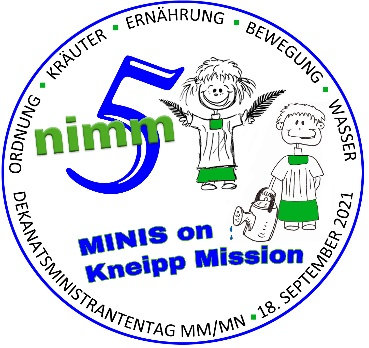 ORDNUNG • KRÄUTER • ERNÄHRUNG • BEWEGUNG • WASSER
nimm 5
MINIS on
Kneipp Mission
DEKANATSMINISTRANTENTAG MM/MN • 18. SEPTEMBER 2021